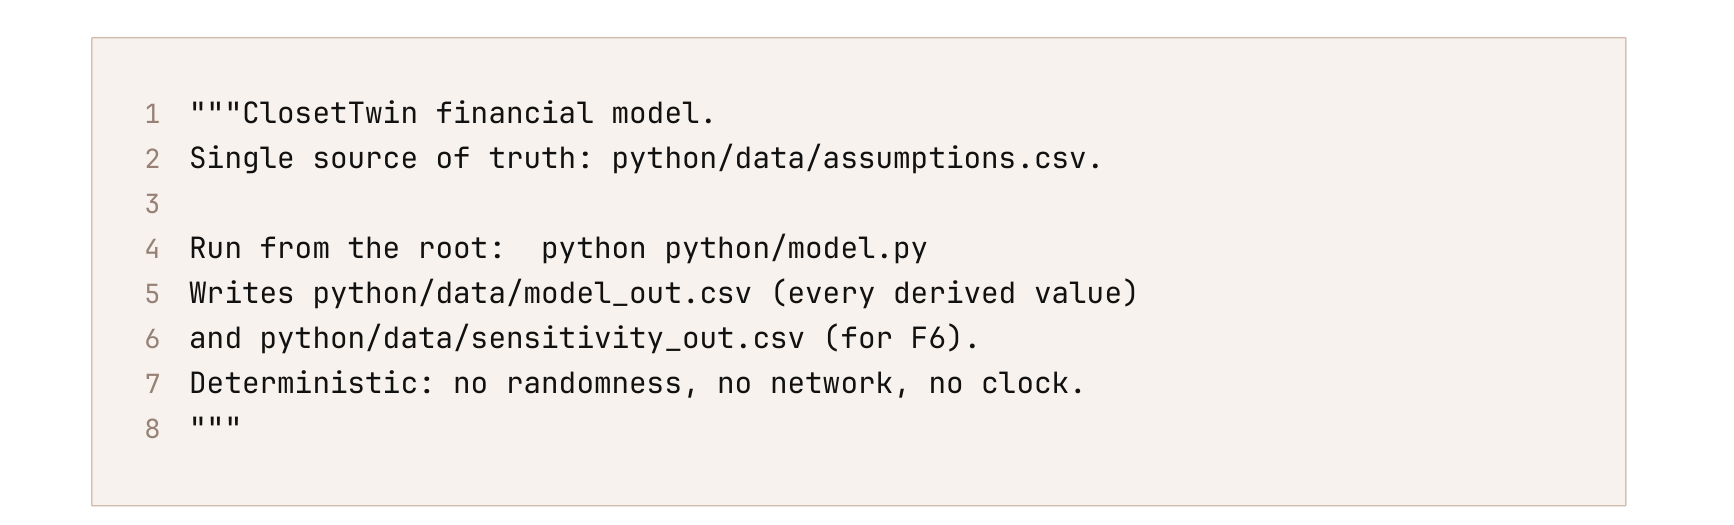 1 """ClosetTwin financial model.
2 Single source of truth: python/data/assumptions.csv.
3
4 Run from the root:  python python/model.py
5 Writes python/data/model_out.csv (every derived value)
6 and python/data/sensitivity_out.csv (for F6).
7 Deterministic: no randomness, no network, no clock.
8 """